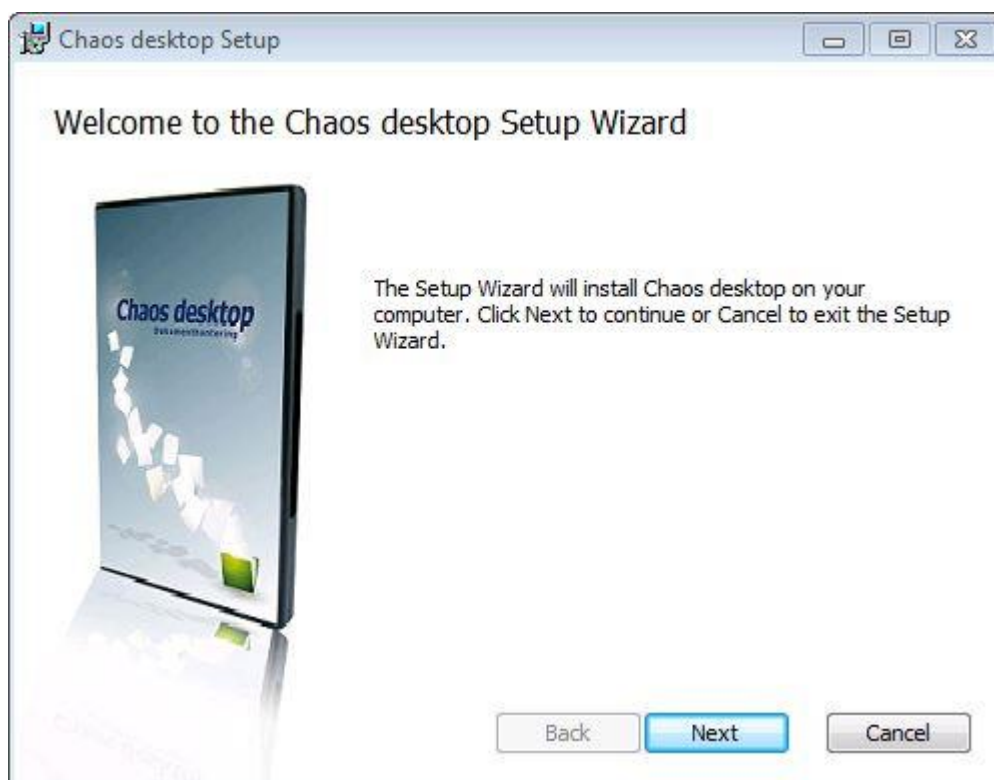 Chaos desktop Setup
Welcome to the Chaos desktop Setup Wizard
Chaos desktop
Dokumenthantering
The Setup Wizard will install Chaos desktop on your
computer. Click Next to continue or Cancel to exit the Setup
Wizard.
Back
Next
Cancel